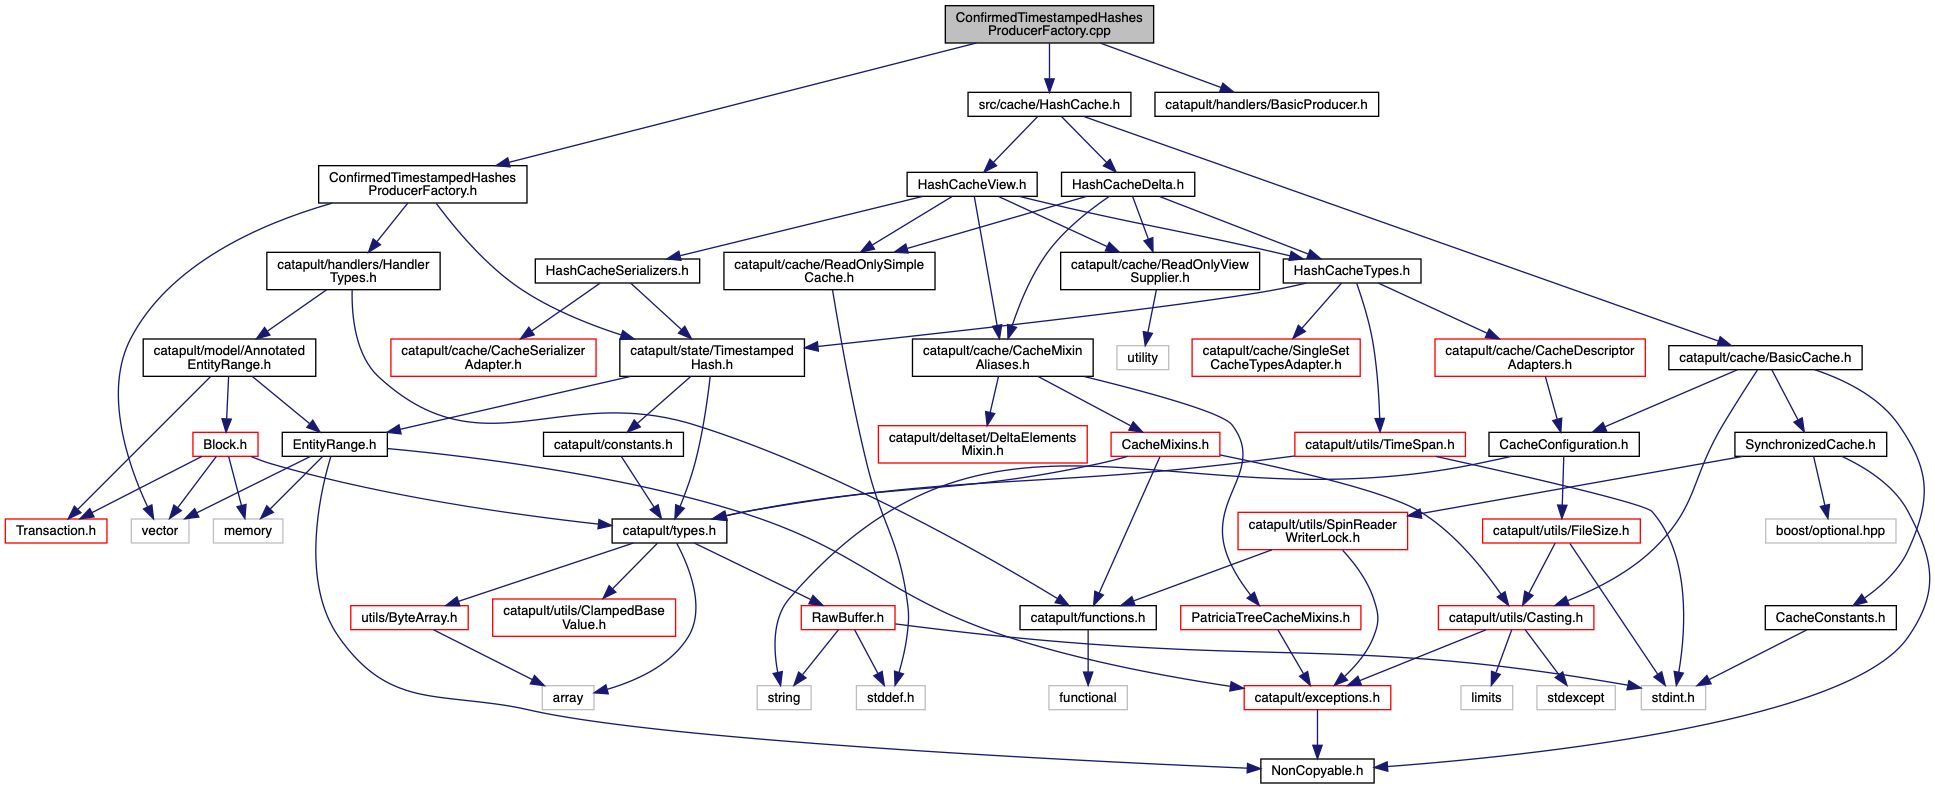 ConfirmedTimestampedHashes
ProducerFactory.cpp
src/cache/HashCache.h
catapult/handlers/BasicProducer.h
ConfirmedTimestampedHashes
ProducerFactory.h
HashCacheView.h
HashCacheDelta.h
catapult/handlers/Handler
Types.h
HashCacheSerializers.h
catapult/cache/ReadOnlySimple
Cache.h
catapult/cache/ReadOnlyView
Supplier.h
HashCacheTypes.h
catapult/model/Annotated
EntityRange.h
catapult/cache/CacheSerializer
Adapter.h
catapult/state/Timestamped
Hash.h
catapult/cache/CacheMixin
Aliases.h
utility
catapult/cache/SingleSet
CacheTypesAdapter.h
catapult/cache/CacheDescriptor
Adapters.h
catapult/cache/BasicCache.h
Block.h
EntityRange.h
catapult/constants.h
catapult/deltaset/DeltaElements
Mixin.h
CacheMixins.h
catapult/utils/TimeSpan.h
CacheConfiguration.h
SynchronizedCache.h
Transaction.h
vector
memory
catapult/types.h
catapult/utils/SpinReader
WriterLock.h
catapult/utils/FileSize.h
boost/optional.hpp
utils/ByteArray.h
catapult/utils/ClampedBase
Value.h
RawBuffer.h
catapult/functions.h
PatriciaTreeCacheMixins.h
catapult/utils/Casting.h
CacheConstants.h
array
string
stddef.h
functional
catapult/exceptions.h
limits
stdexcept
stdint.h
NonCopyable.h